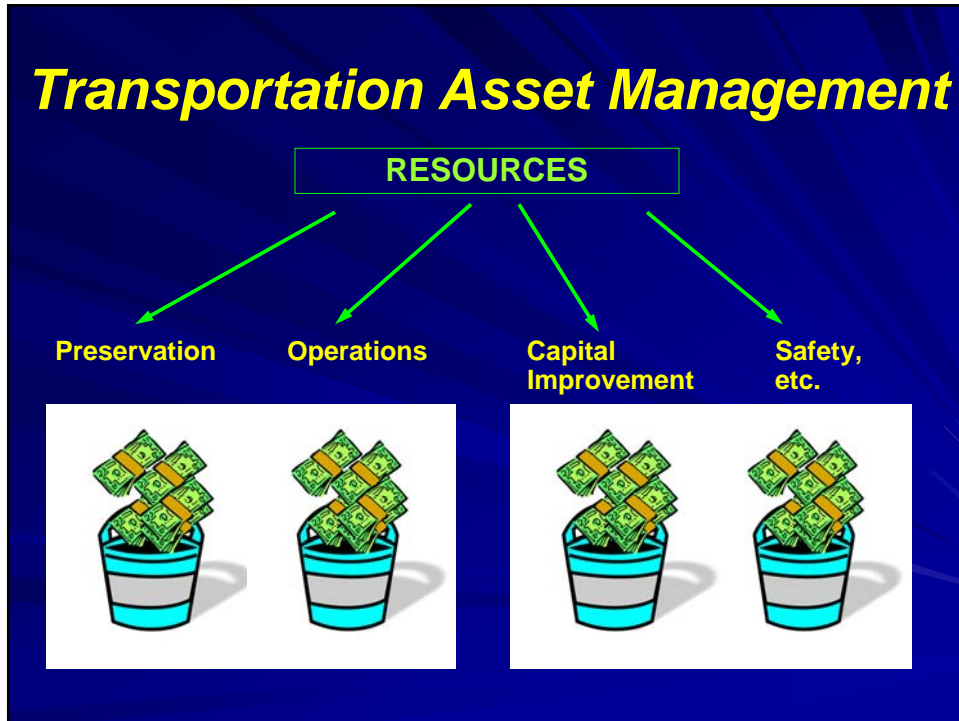 Transportation Asset Management
RESOURCES
Preservation
Operations
Capital
Improvement
Safety,
etc.